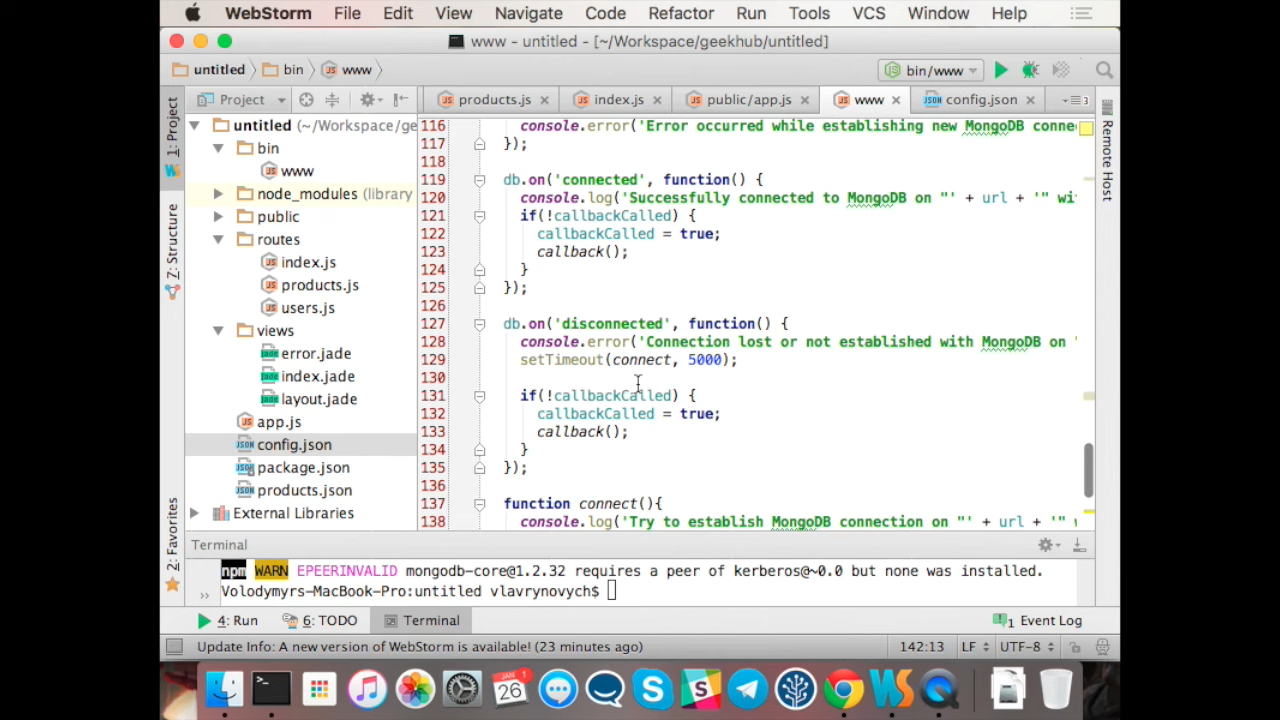 WebStorm File Edit View Navigate Code Refactor Run Tools VCS Window Help
www - untitled - [~/Workspace/geekhub/untitled]
untitled bin www bin/www
1: Project
7: Structure
2: Favorites
Project
products.js index.js public/app.js www config.json 3
untitled (~/Workspace/ge
bin
www
node_modules (library
public
routes
index.js
products.js
users.js
views
error.jade
index.jade
layout.jade
app.js
config.json
package.json
products.json
External Libraries
116 console.error('Error occurred while establishing new MongoDB conne
117 });
118
119 db.on('connected', function() {
120 console.log('Successfully connected to MongoDB on "' + url + '" wi
121 if(!callbackCalled) {
122 callbackCalled = true;
123 callback();
124 }
125 });
126
127 db.on('disconnected', function() {
128 console.error('Connection lost or not established with MongoDB on '
129 setTimeout(connect, 5000);
130
131 if(!callbackCalled) {
132 callbackCalled = true;
133 callback();
134 }
135 });
136
137 function connect(){
138 console.log('Try to establish MongoDB connection on "' + url + '" w
Remote Host
Terminal
npm WARN EPEERINVALID mongodb-core@1.2.32 requires a peer of kerberos@~0.0 but none was installed.
Volodymyrs-MacBook-Pro:untitled vlavrynovych$
4: Run 6: TODO Terminal 1 Event Log
Update Info: A new version of WebStorm is available! (23 minutes ago) 142:13 LF UTF-8
JAN
26